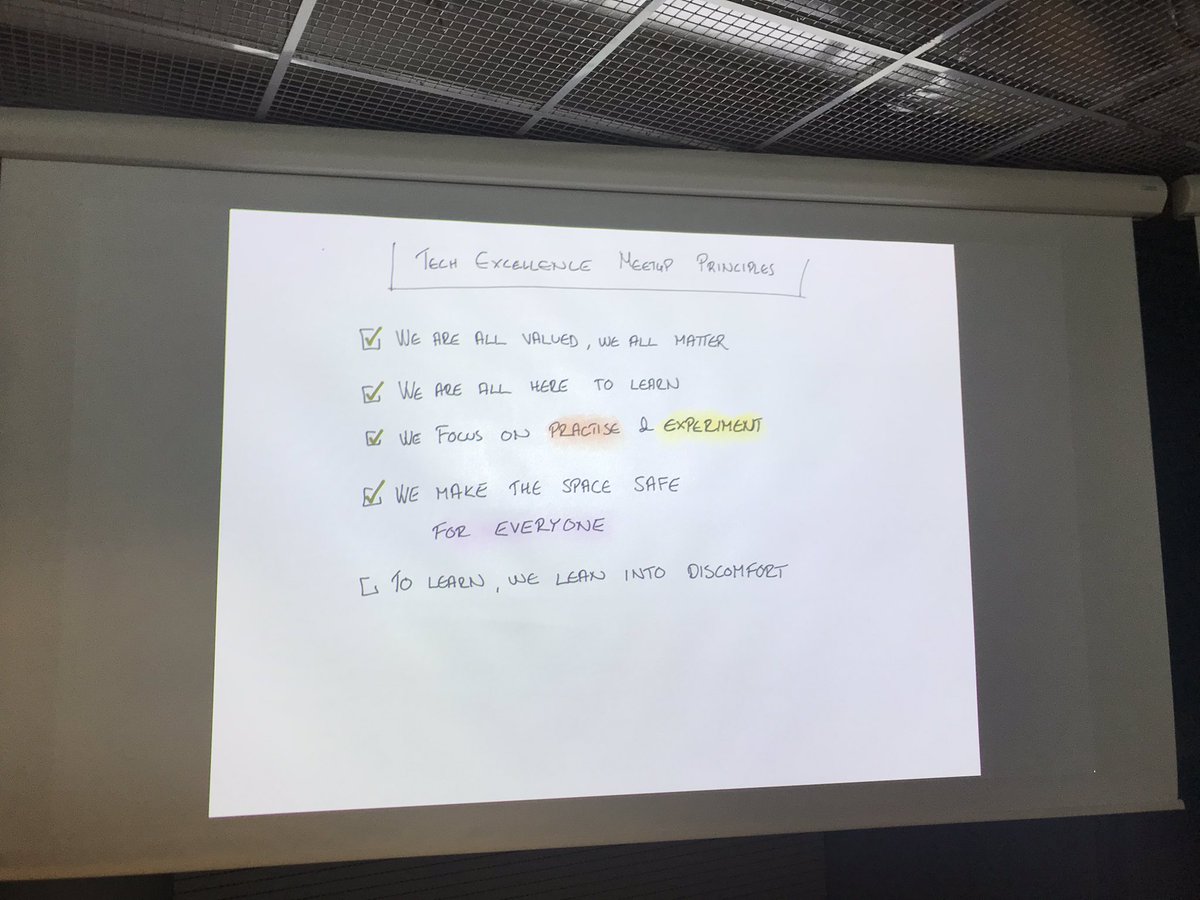 TECH EXCELLENCE MEETUP PRINCIPLES
WE ARE ALL VALUED, WE ALL MATTER
WE ARE ALL HERE TO LEARN
WE FOCUS ON PRACTISE & EXPERIMENT
WE MAKE THE SPACE SAFE
FOR EVERYONE
TO LEARN, WE LEAN INTO DISCOMFORT